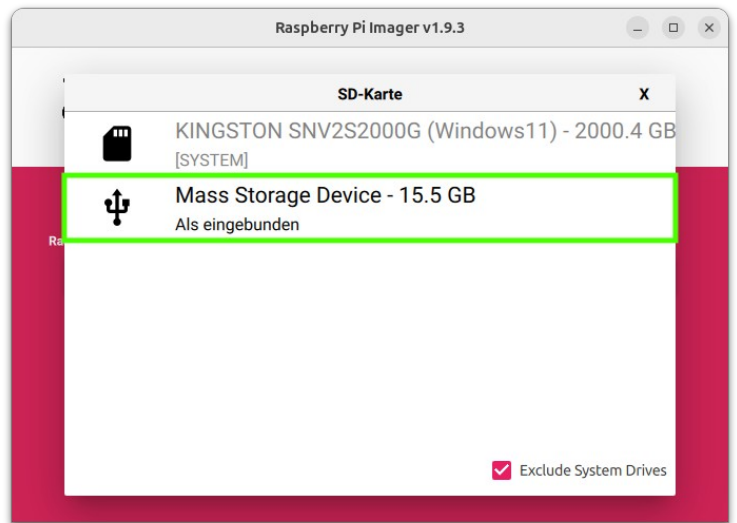 Raspberry Pi Imager v1.9.3
SD-Karte X
KINGSTON SNV2S2000G (Windows11) - 2000.4 GB
[SYSTEM]
Mass Storage Device - 15.5 GB
Als eingebunden
Ra
Exclude System Drives